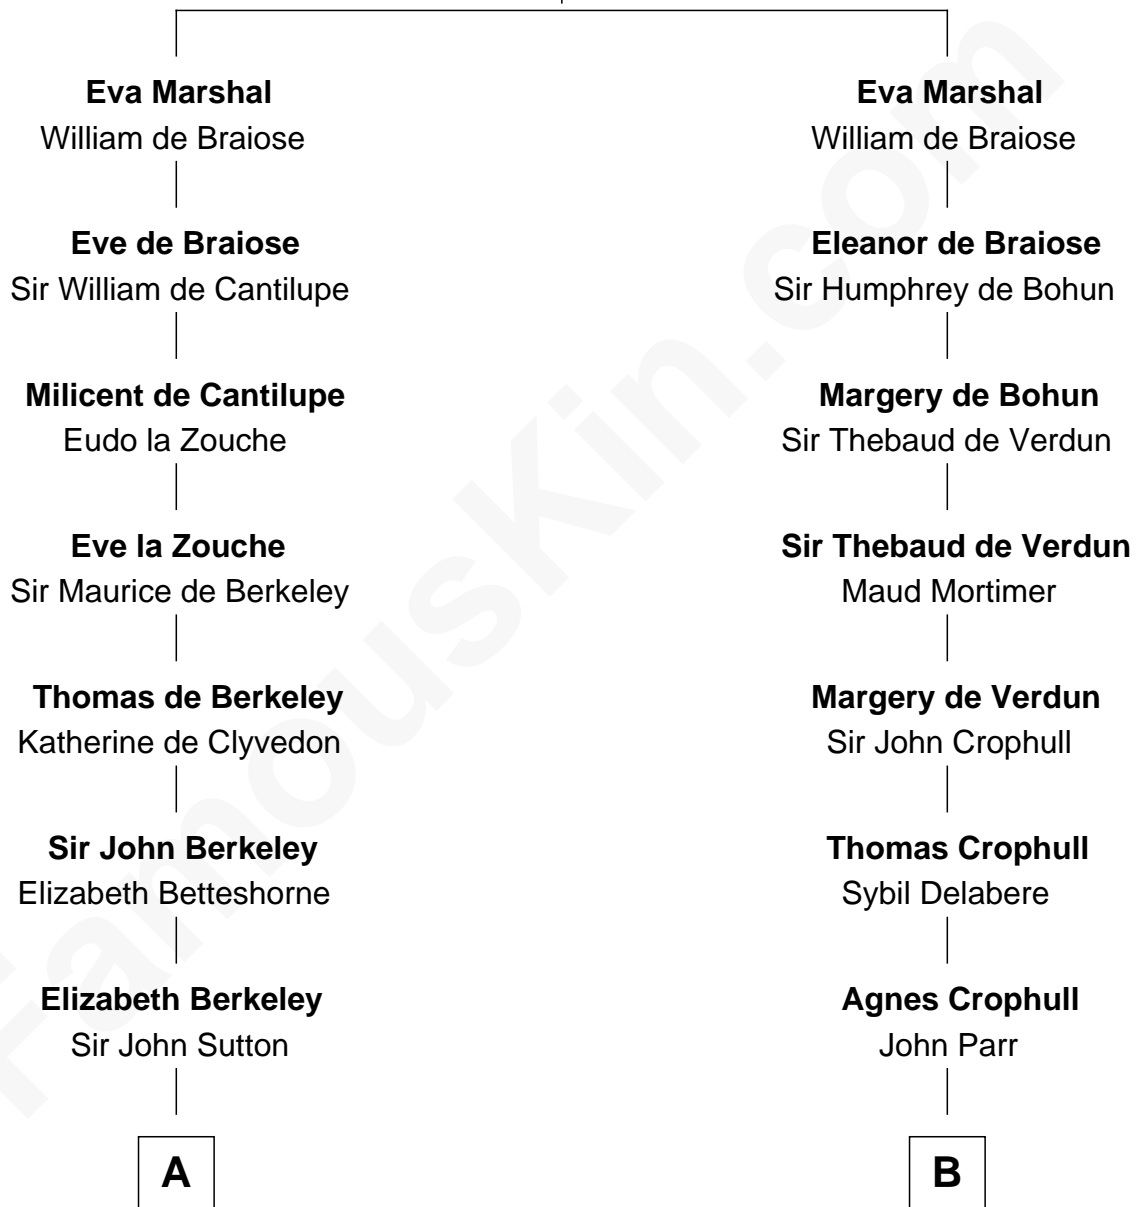 Eva Marshal
William de Braiose
Eve de Braiose
Sir William de Cantilupe
Milicent de Cantilupe
Eudo la Zouche
Eve la Zouche
Sir Maurice de Berkeley
Thomas de Berkeley
Katherine de Clyvedon
Sir John Berkeley
Elizabeth Betteshorne
Elizabeth Berkeley
Sir John Sutton
A
Eva Marshal
William de Braiose
Eleanor de Braiose
Sir Humphrey de Bohun
Margery de Bohun
Sir Thebaud de Verdun
Sir Thebaud de Verdun
Maud Mortimer
Margery de Verdun
Sir John Crophull
Thomas Crophull
Sybil Delabere
Agnes Crophull
John Parr
B
FamousKin.com